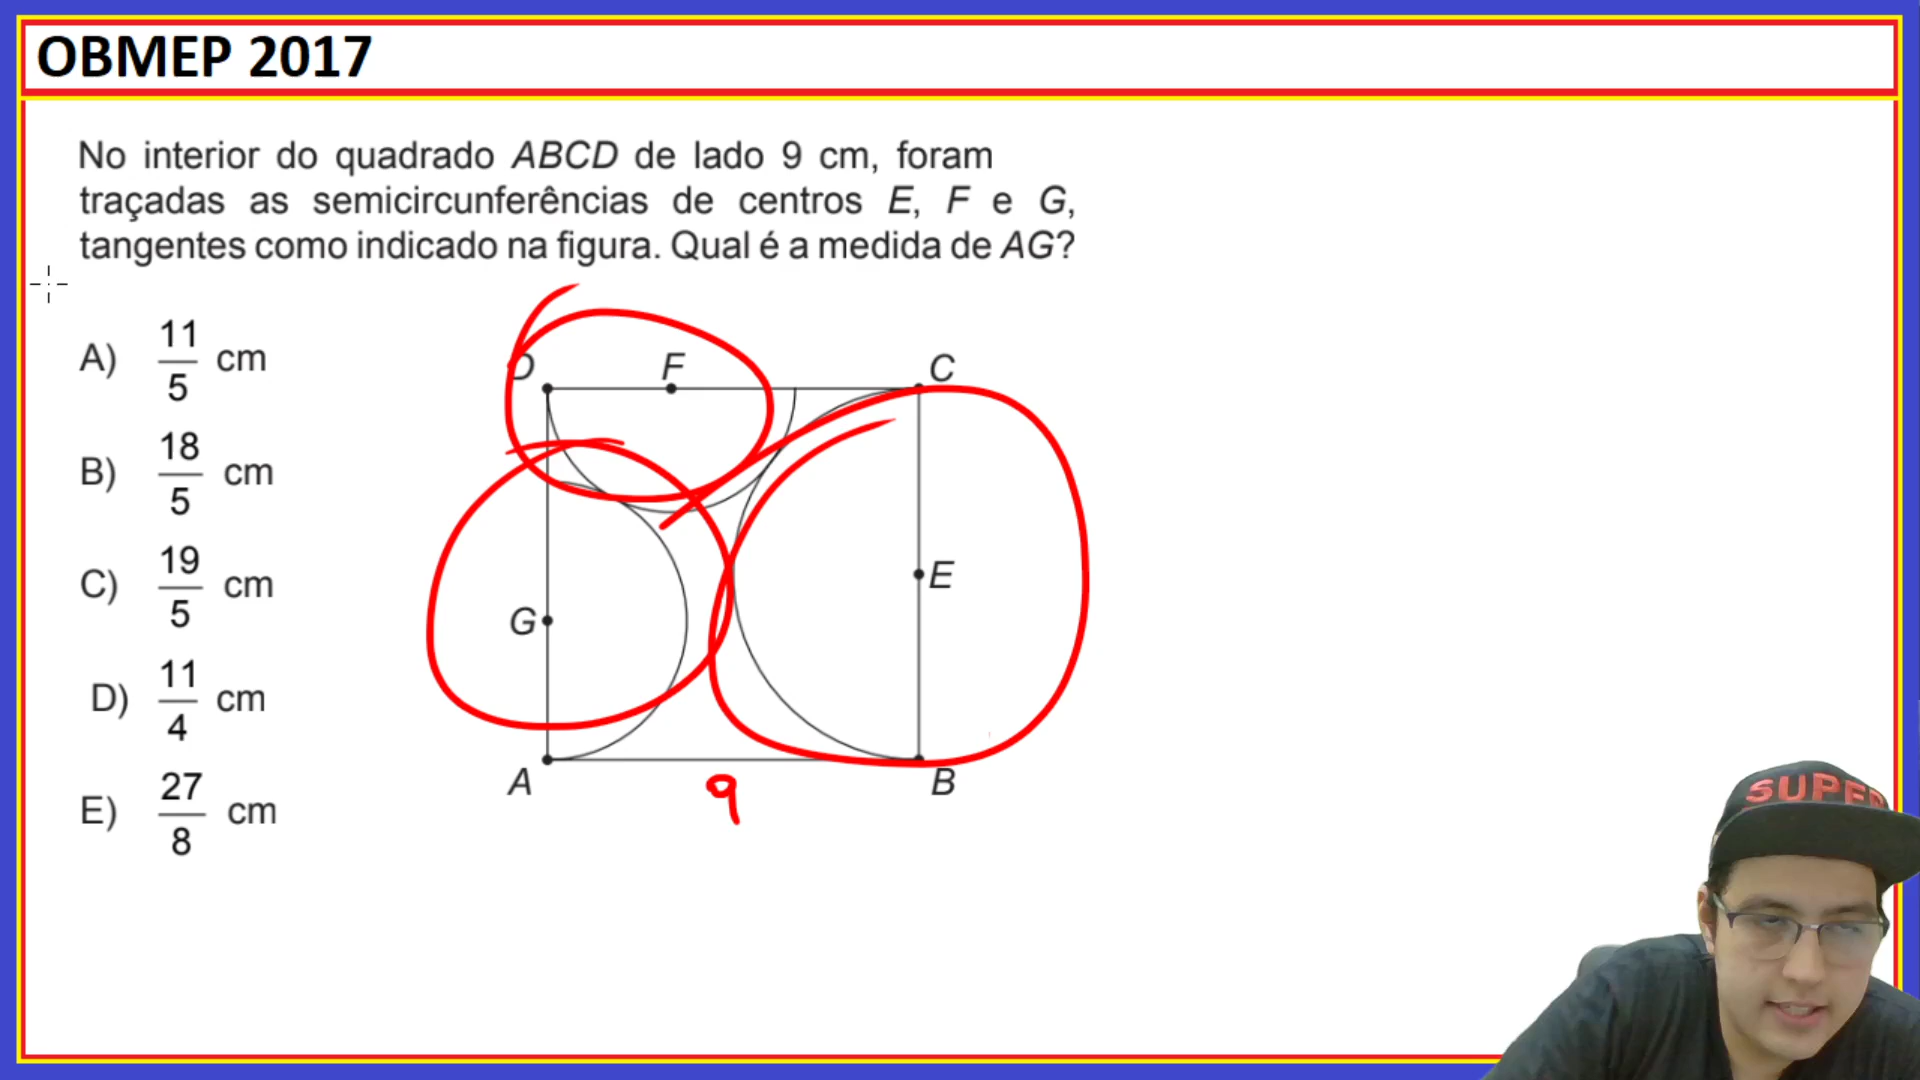 OBMEP 2017
No interior do quadrado ABCD de lado 9 cm, foram
traçadas as semicircunferências de centros E, F e G,
tangentes como indicado na figura. Qual é a medida de AG?
A) 11/5 cm
B) 18/5 cm
C) 19/5 cm
D) 11/4 cm
E) 27/8 cm
D F C
E
G
A B
9
SUPER